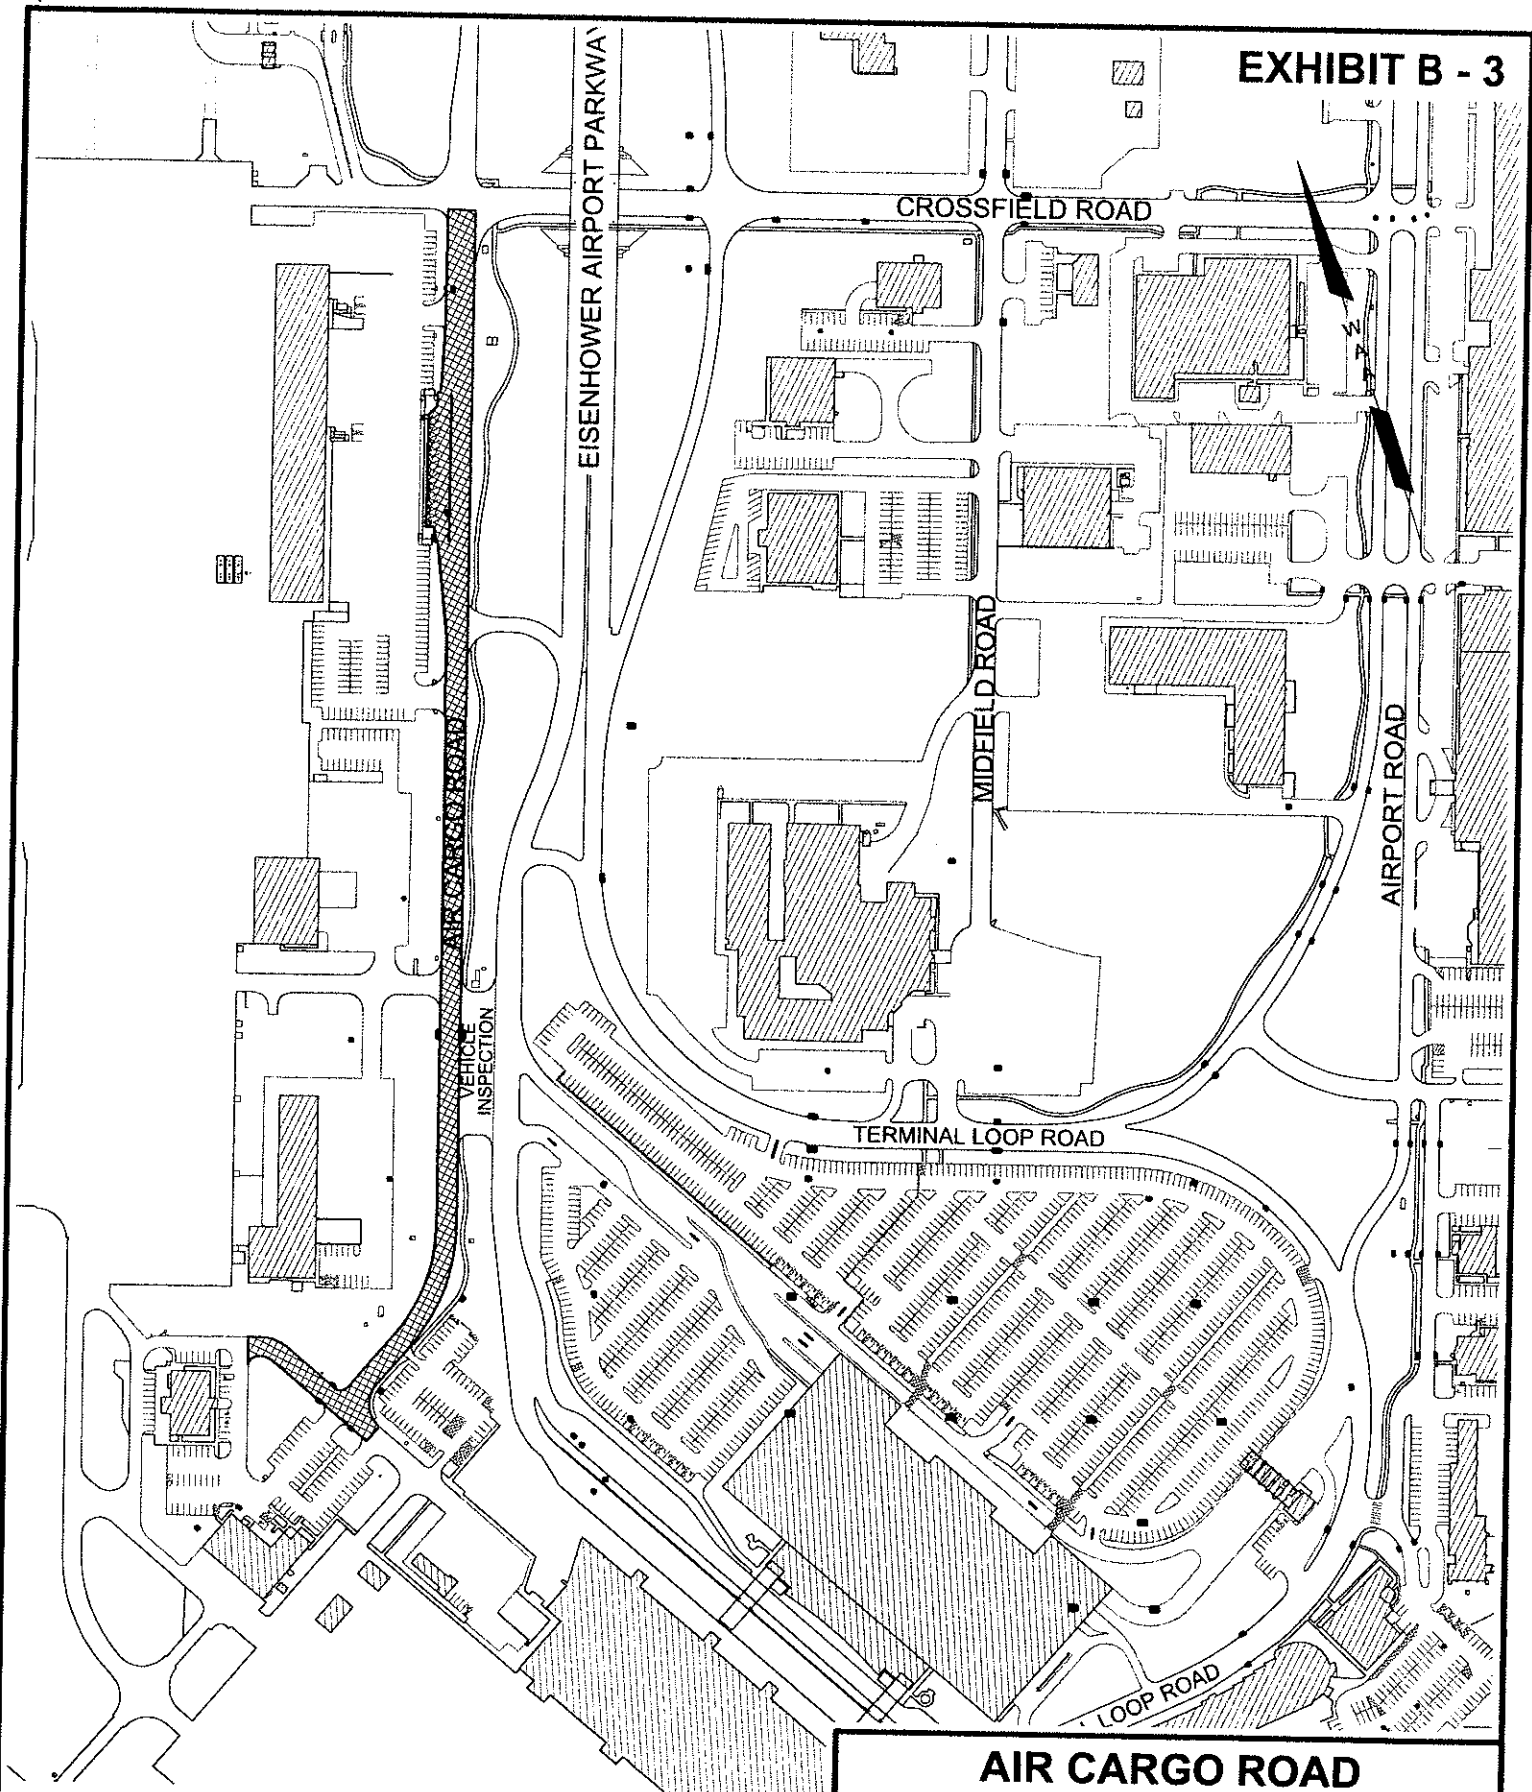 EXHIBIT B - 3
EISENHOWER AIRPORT PARKWAY
CROSSFIELD ROAD
WAA
MIDFIELD ROAD
AIRPORT ROAD
AIR CARGO ROAD
VEHICLE
INSPECTION
TERMINAL LOOP ROAD
LOOP ROAD
AIR CARGO ROAD